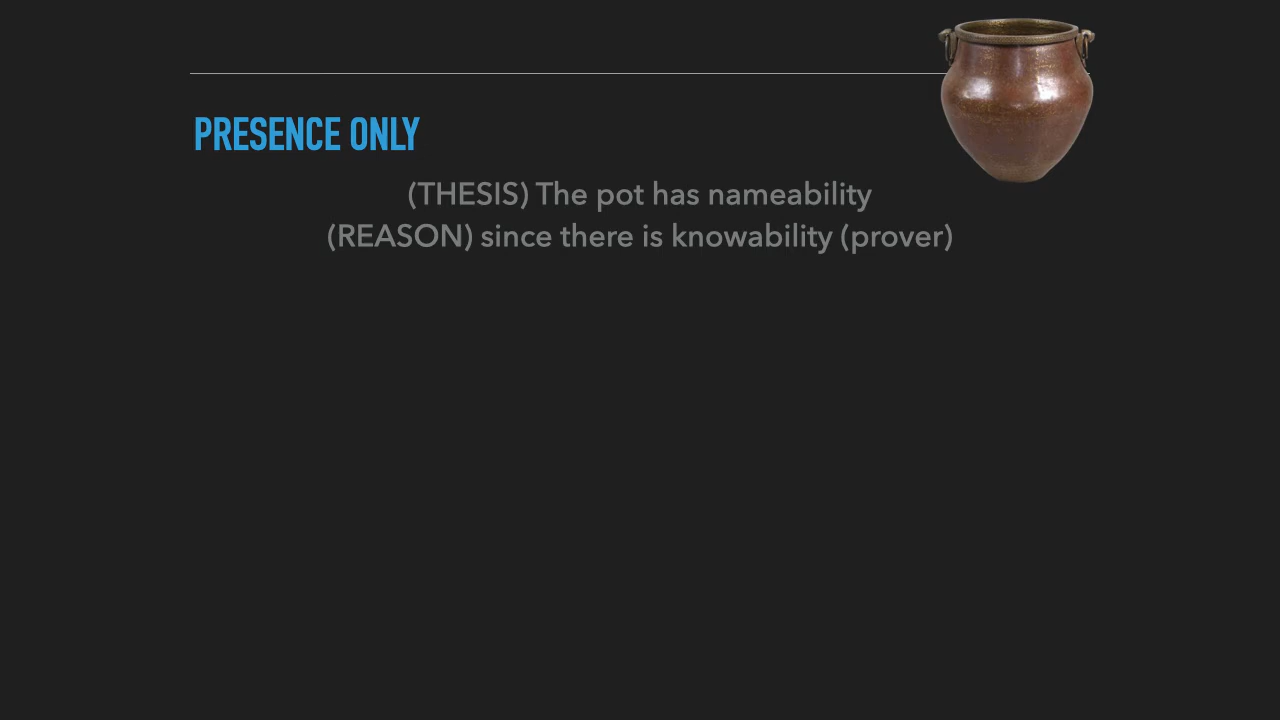 PRESENCE ONLY
(THESIS) The pot has nameability
(REASON) since there is knowability (prover)